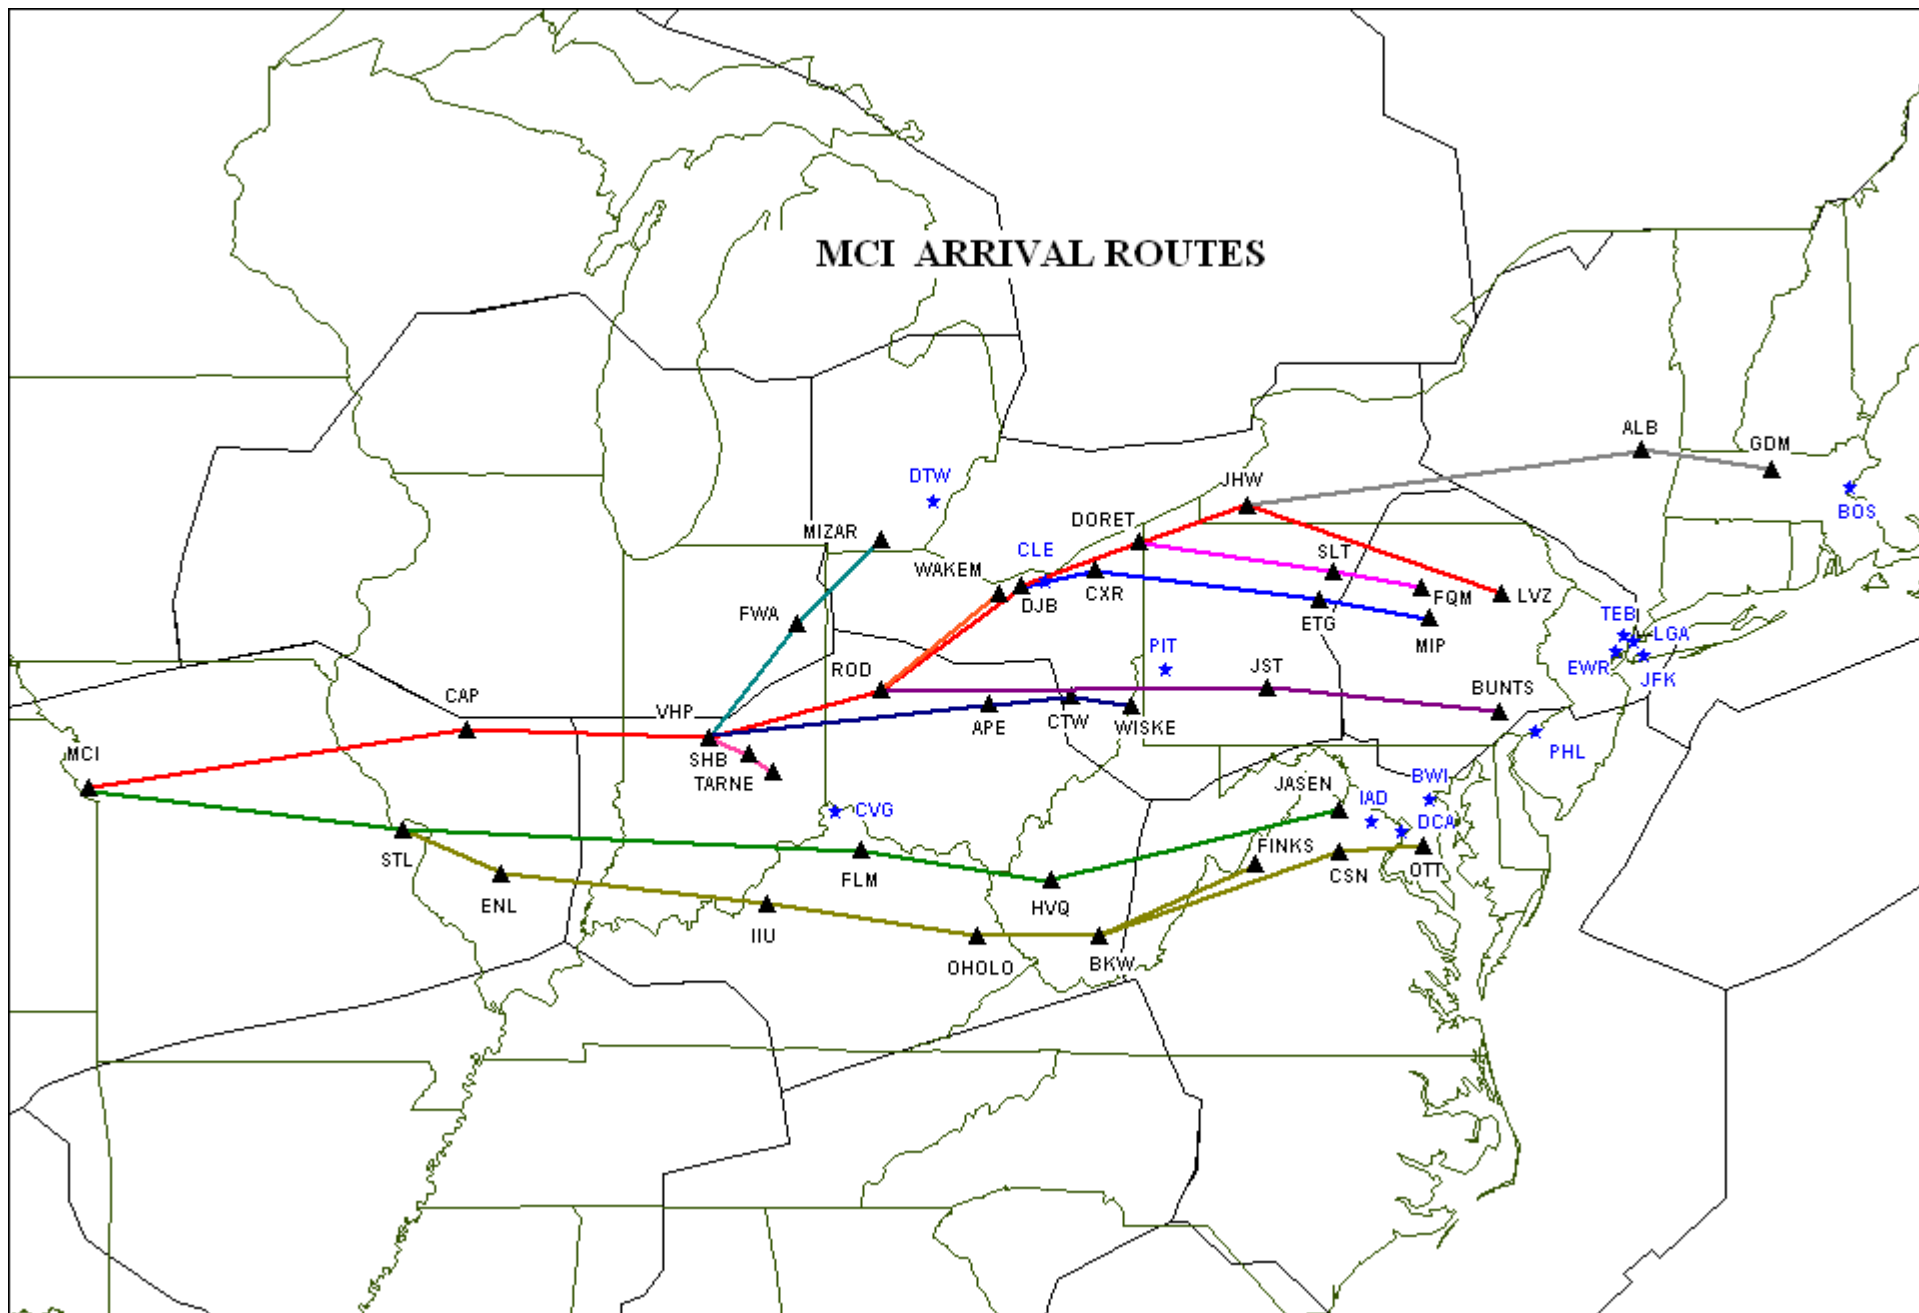 MCI ARRIVAL ROUTES
ALB
GDM
DTW
JHW
BOS
DORET
MIZAR
CLE
SLT
WAKEM
CXR
DJB
FQM
LVZ
FWA
ETG
TEB
MIP
LGA
PIT
ROD
JST
EWR
JFK
CAP
VHP
BUNTS
APE
CTW
WISKE
MCI
SHB
PHL
TARNE
JASEN
BWI
IAD
CVG
DCA
FINKS
STL
FLM
CSN
OTT
ENL
HVQ
IIU
OHOLO
BKW